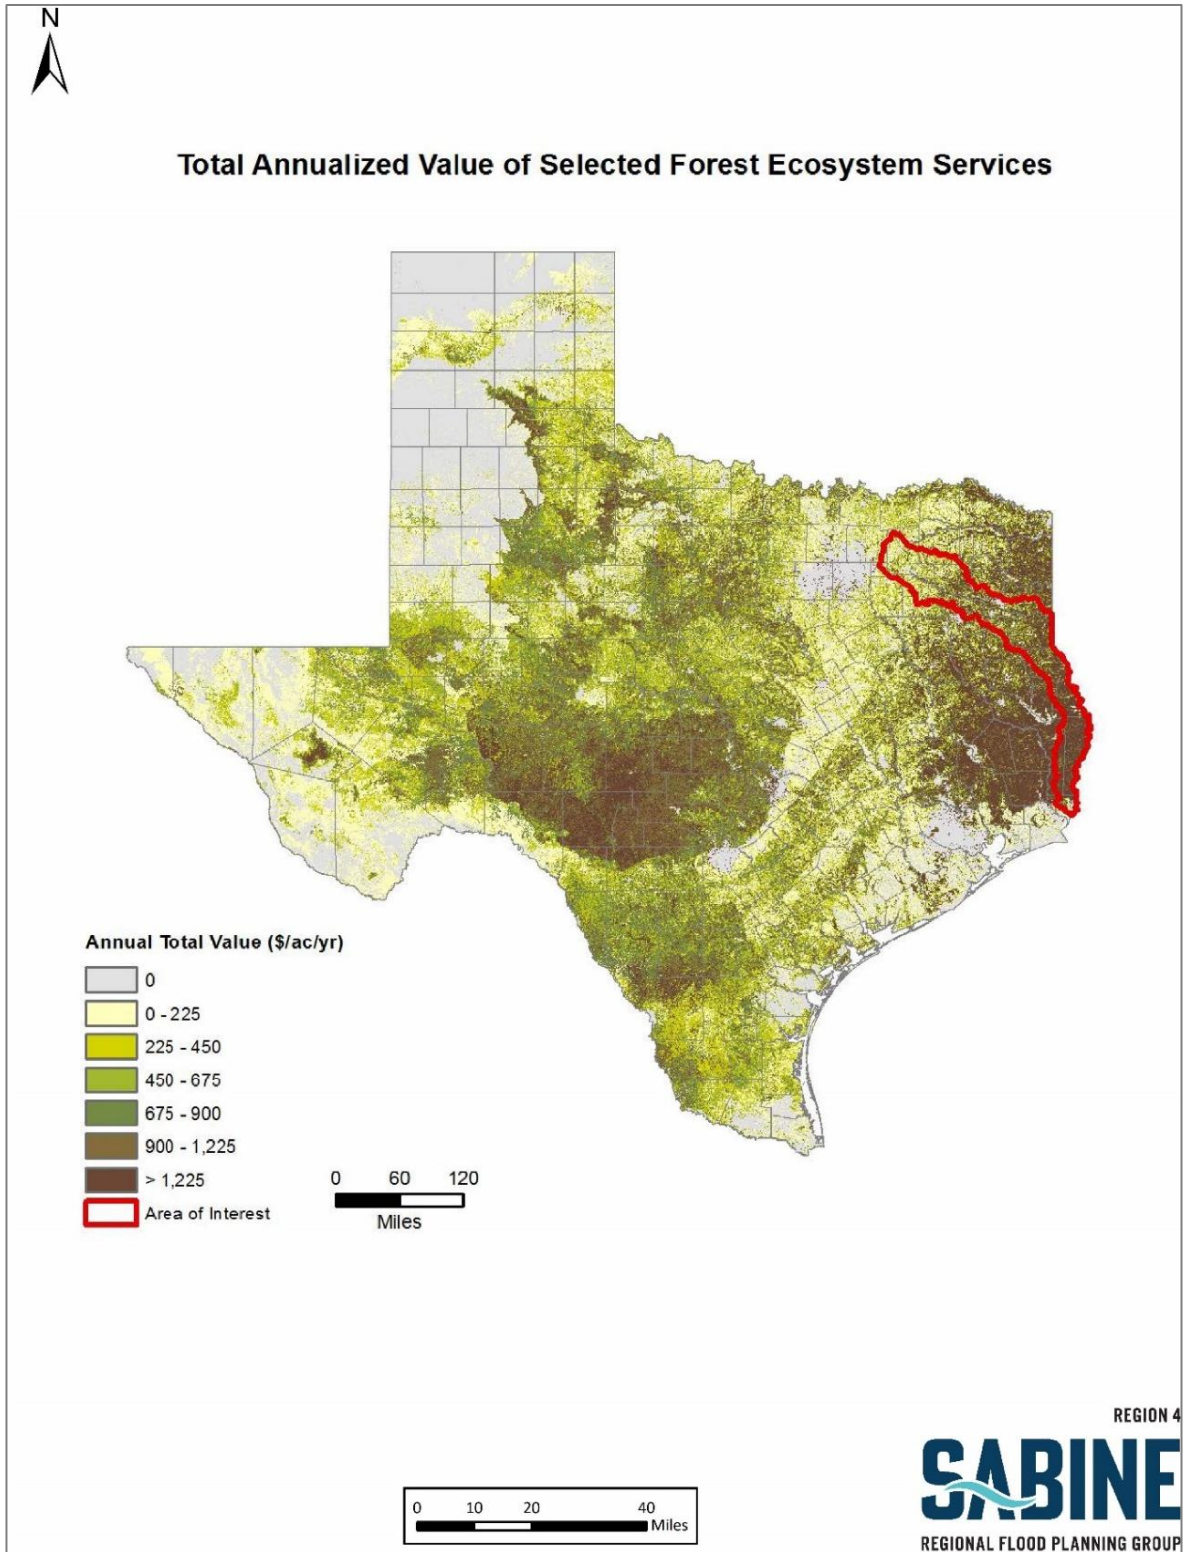 N
Total Annualized Value of Selected Forest Ecosystem Services
Annual Total Value ($/ac/yr)
0
0 - 225
225 - 450
450 - 675
675 - 900
900 - 1,225
> 1,225
Area of Interest
0 60 120
Miles
REGION 4
SABINE
REGIONAL FLOOD PLANNING GROUP
0 10 20 40
Miles